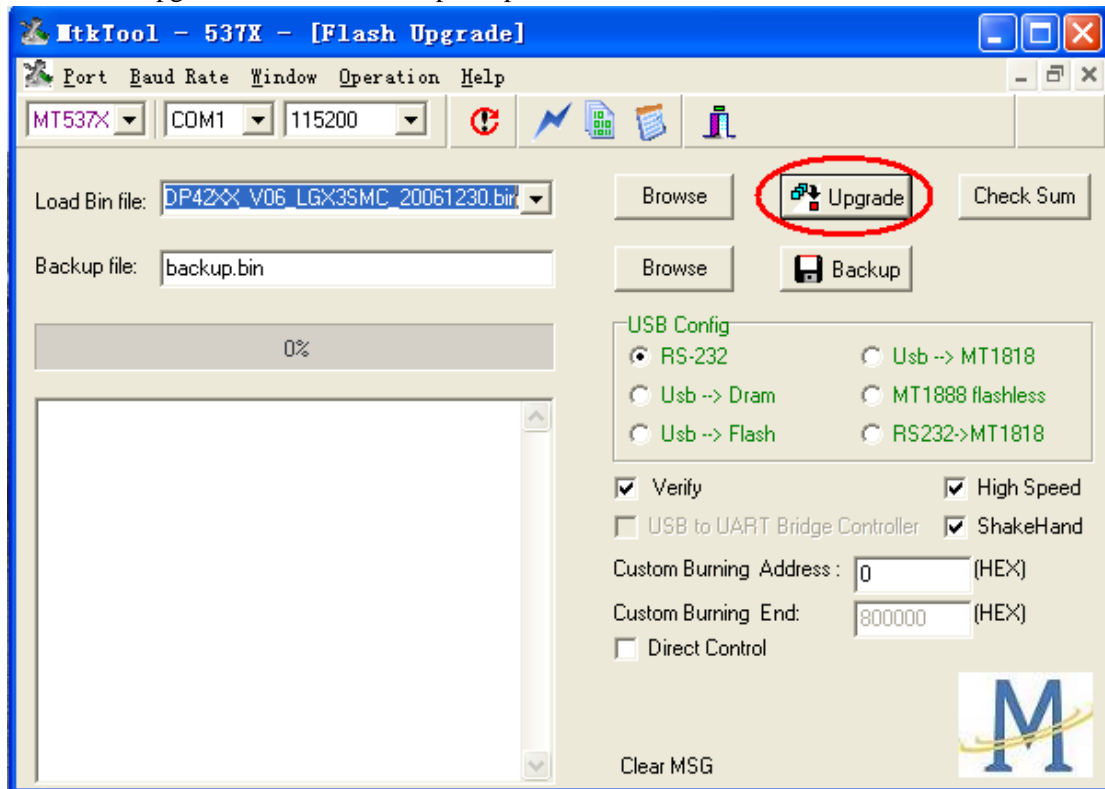 MtkTool - 537X - [Flash Upgrade]
Port Baud Rate Window Operation Help
MT537X COM1 115200
Load Bin file: DP42XX_V06_LGX3SMC_20061230.bin Browse Upgrade Check Sum
Backup file: backup.bin Browse Backup
0%
USB Config
RS-232 Usb --> MT1818
Usb --> Dram MT1888 flashless
Usb --> Flash RS232->MT1818
Verify High Speed
USB to UART Bridge Controller ShakeHand
Custom Burning Address : 0 (HEX)
Custom Burning End: 800000 (HEX)
Direct Control
M
Clear MSG